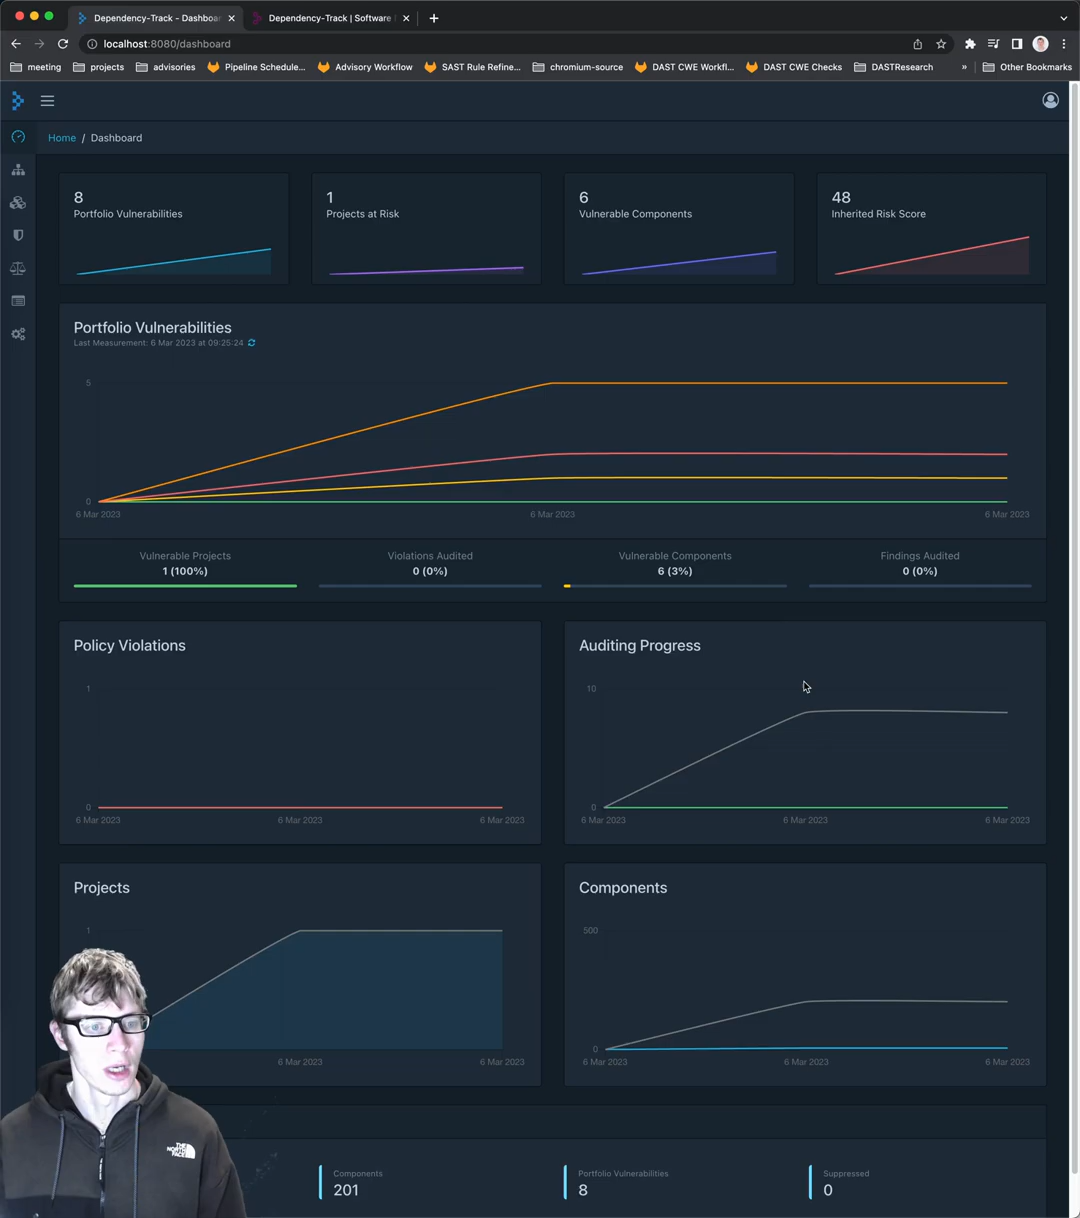 Dependency-Track - Dashboa
Dependency-Track | Software
localhost:8080/dashboard
meeting
projects
advisories
Pipeline Schedule...
Advisory Workflow
SAST Rule Refine...
chromium-source
DAST CWE Workfl...
DAST CWE Checks
DASTResearch
»
Other Bookmarks
Home / Dashboard
8
Portfolio Vulnerabilities
1
Projects at Risk
6
Vulnerable Components
48
Inherited Risk Score
Portfolio Vulnerabilities
Last Measurement: 6 Mar 2023 at 09:25:24
5
0
6 Mar 2023
6 Mar 2023
6 Mar 2023
Vulnerable Projects
1 (100%)
Violations Audited
0 (0%)
Vulnerable Components
6 (3%)
Findings Audited
0 (0%)
Policy Violations
1
0
6 Mar 2023
6 Mar 2023
6 Mar 2023
Auditing Progress
10
0
6 Mar 2023
6 Mar 2023
6 Mar 2023
Projects
1
6 Mar 2023
6 Mar 2023
Components
500
0
6 Mar 2023
6 Mar 2023
6 Mar 2023
THE
NORTH
FACE
Components
201
Portfolio Vulnerabilities
8
Suppressed
0